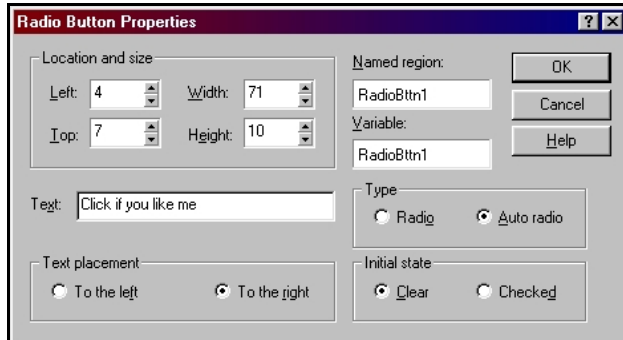 Radio Button Properties
Location and size
Left: 4 Width: 71
Top: 7 Height: 10
Named region:
RadioBttn1
Variable:
RadioBttn1
OK
Cancel
Help
Text: Click if you like me
Type
Radio Auto radio
Text placement
To the left To the right
Initial state
Clear Checked